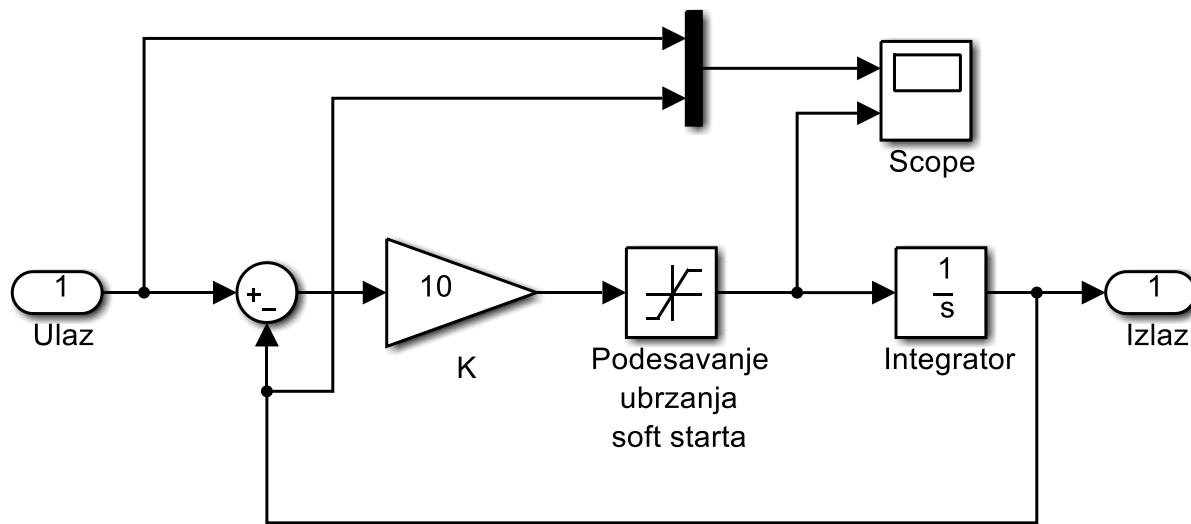 Scope
1
Ulaz
+
−
10
K
Podesavanje
ubrzanja
soft starta
1
s
Integrator
1
Izlaz